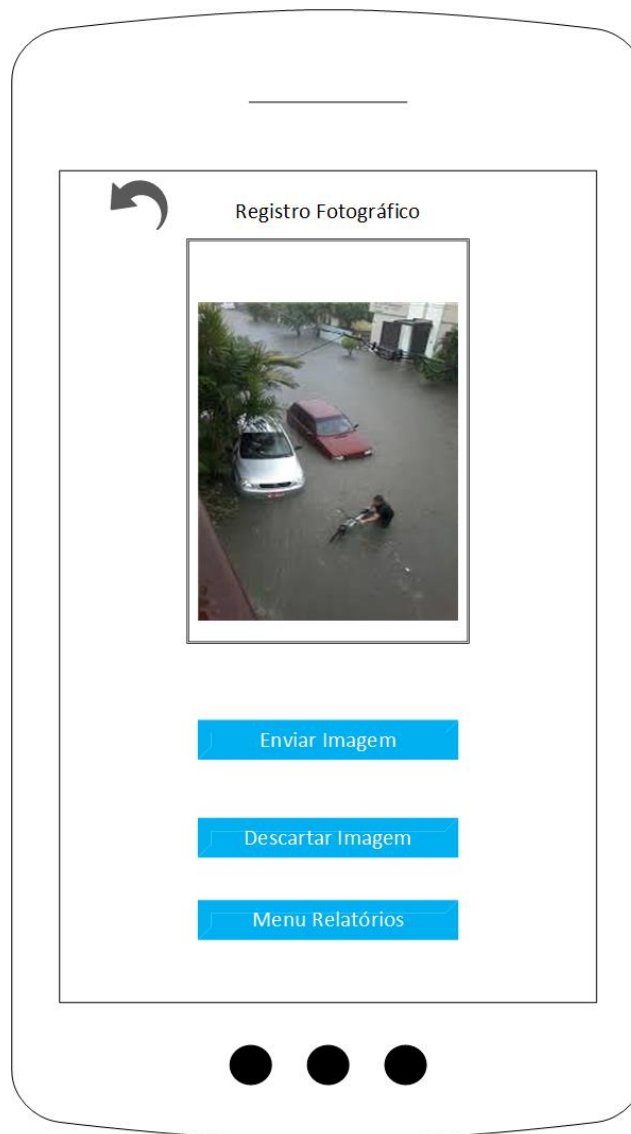 Registro Fotográfico
Enviar Imagem
Descartar Imagem
Menu Relatórios